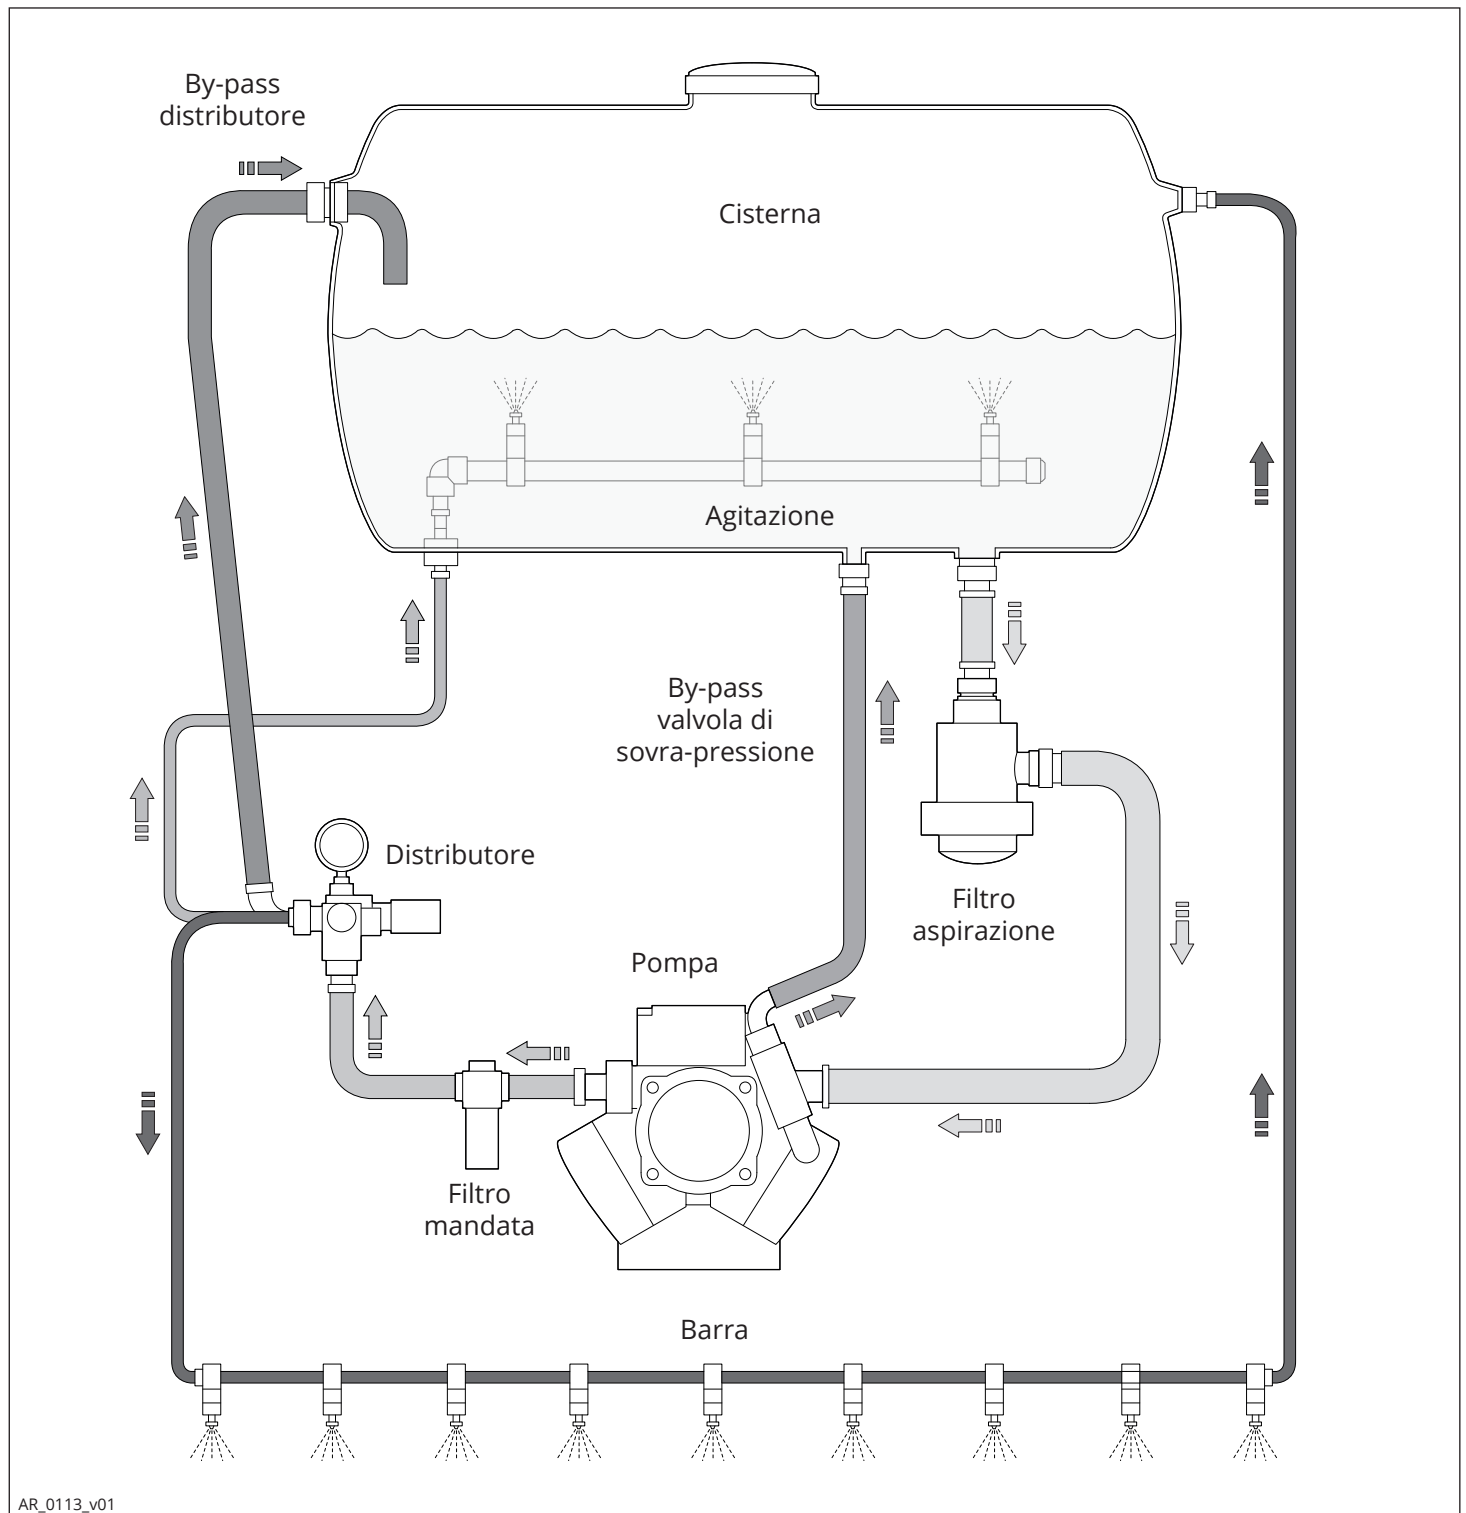 By-pass
distributore
Cisterna
Agitazione
By-pass
valvola di
sovra-pressione
Distributore
Filtro
aspirazione
Pompa
Filtro
mandata
Barra
AR_0113_v01